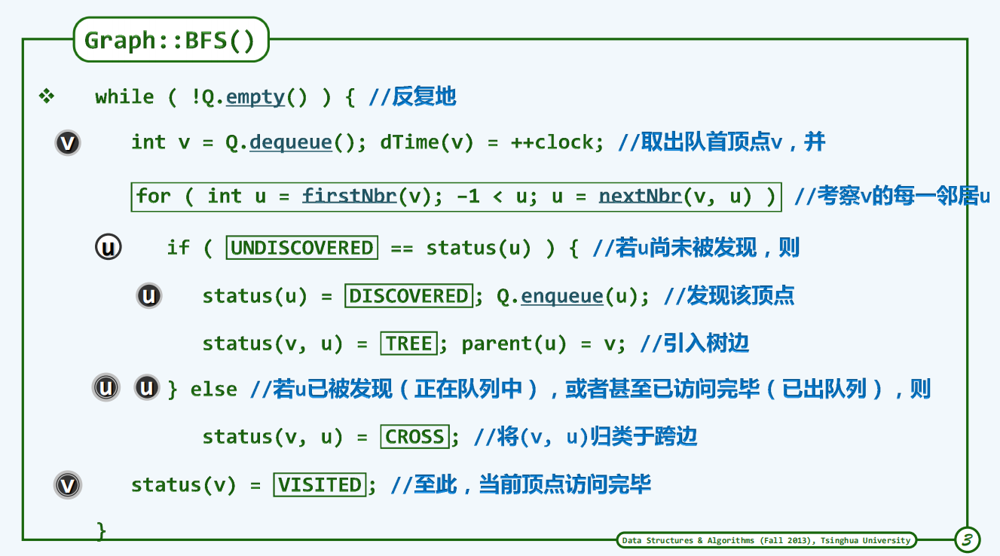 Graph::BFS()
❖ while ( !Q.empty() ) { //反复地
v int v = Q.dequeue(); dTime(v) = ++clock; //取出队首顶点v，并
for ( int u = firstNbr(v); -1 < u; u = nextNbr(v, u) ) //考察v的每一邻居u
u if ( UNDISCOVERED == status(u) ) { //若u尚未被发现，则
u status(u) = DISCOVERED; Q.enqueue(u); //发现该顶点
status(v, u) = TREE; parent(u) = v; //引入树边
u u } else //若u已被发现（正在队列中），或者甚至已访问完毕（已出队列），则
status(v, u) = CROSS; //将(v, u)归类于跨边
v status(v) = VISITED; //至此，当前顶点访问完毕
}
Data Structures & Algorithms (Fall 2013), Tsinghua University 3